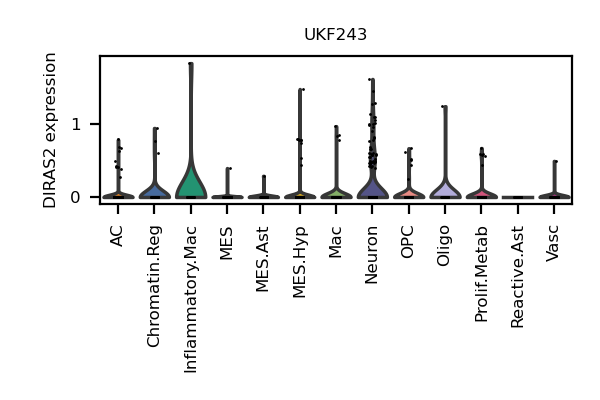 UKF243
DIRAS2 expression
1
0
AC
Chromatin.Reg
Inflammatory.Mac
MES
MES.Ast
MES.Hyp
Mac
Neuron
OPC
Oligo
Prolif.Metab
Reactive.Ast
Vasc